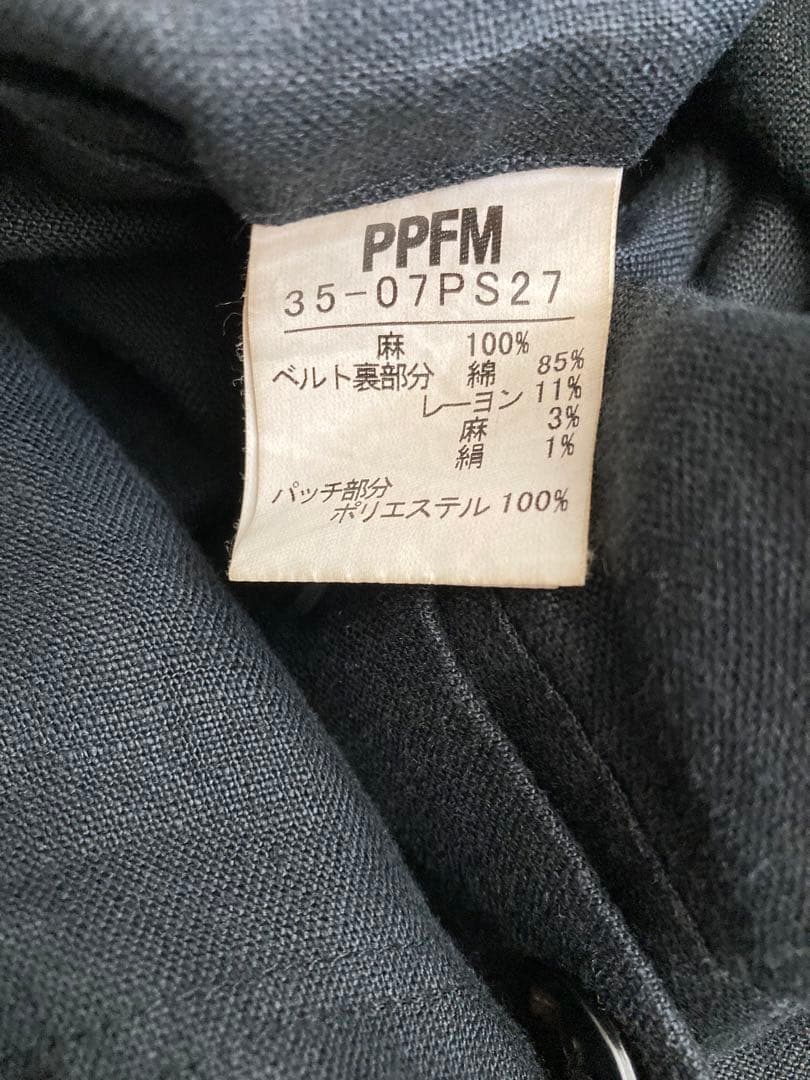 PPFM
35-07PS27
麻 100%
ベルト裏部分 綿 85%
レーヨン 11%
麻 3%
絹 1%
パッチ部分
ポリエステル 100%